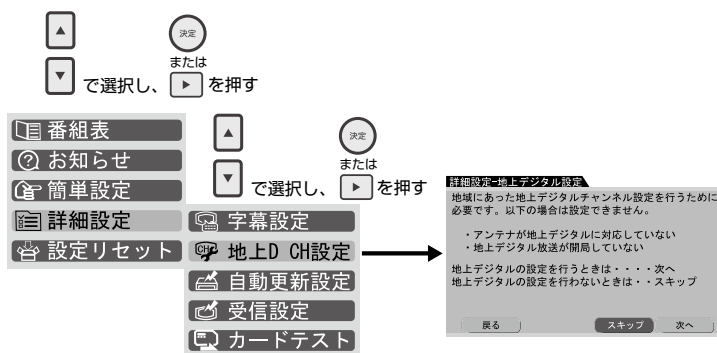 決定
または
で選択し、 を押す
番組表
お知らせ
簡単設定
詳細設定
設定リセット
決定
または
で選択し、 を押す
字幕設定
地上D CH設定
自動更新設定
受信設定
カードテスト
詳細設定-地上デジタル設定
地域にあった地上デジタルチャンネル設定を行うために
必要です。以下の場合は設定できません。
・アンテナが地上デジタルに対応していない
・地上デジタル放送が開局していない
地上デジタルの設定を行うときは・・・・次へ
地上デジタルの設定を行わないときは・・スキップ
戻る スキップ 次へ